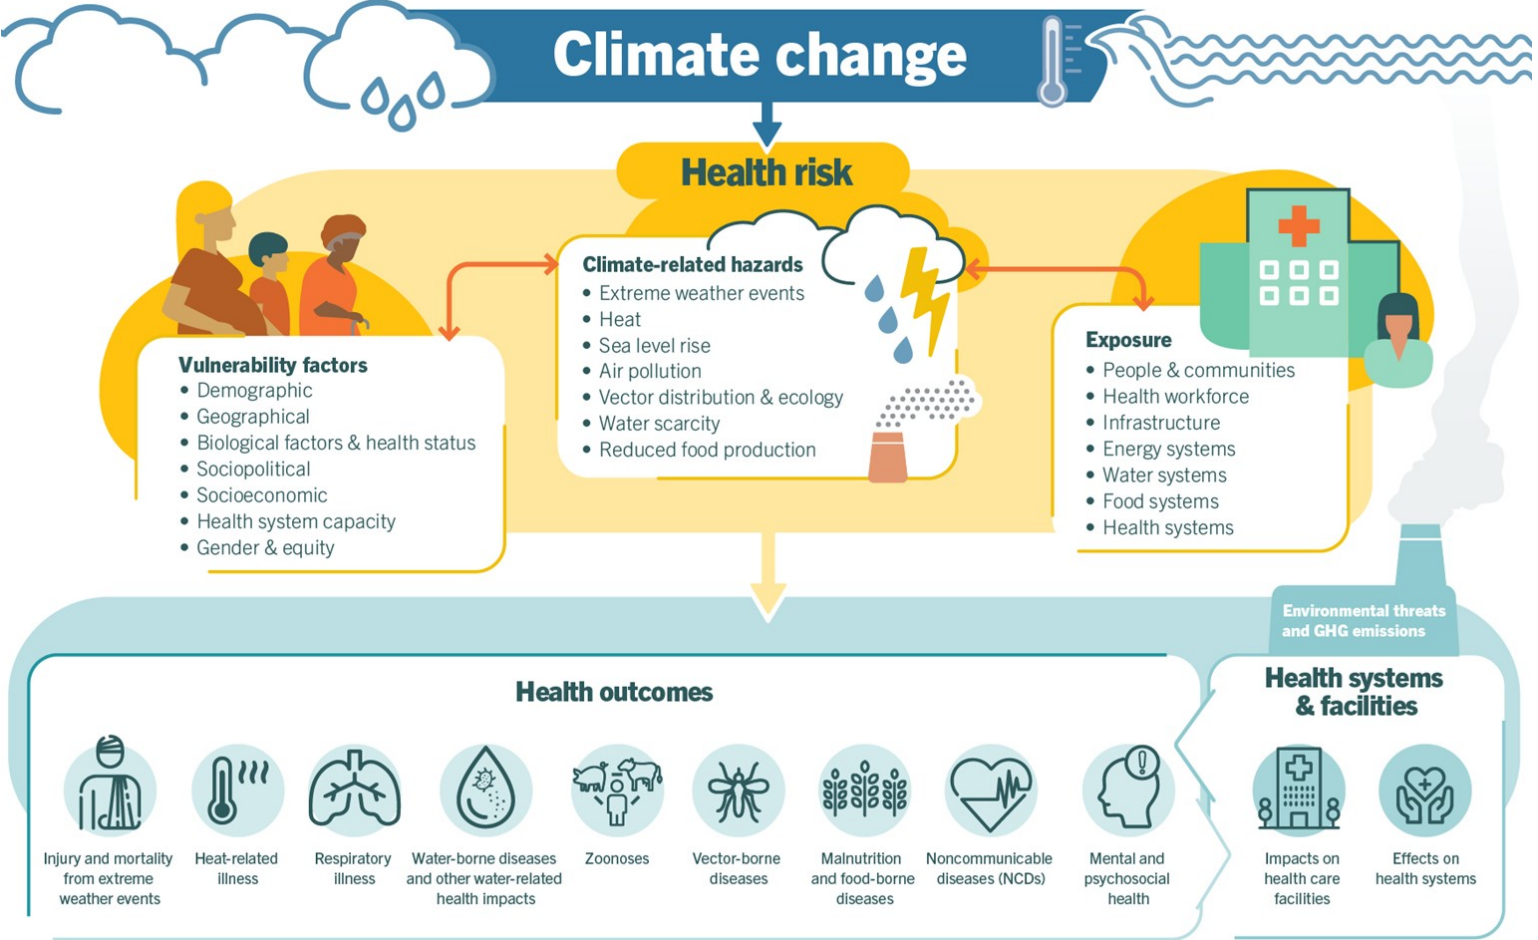 Climate change
Health risk
Vulnerability factors
• Demographic
• Geographical
• Biological factors & health status
• Sociopolitical
• Socioeconomic
• Health system capacity
• Gender & equity
Climate-related hazards
• Extreme weather events
• Heat
• Sea level rise
• Air pollution
• Vector distribution & ecology
• Water scarcity
• Reduced food production
Exposure
• People & communities
• Health workforce
• Infrastructure
• Energy systems
• Water systems
• Food systems
• Health systems
Environmental threats
and GHG emissions
Health outcomes
Injury and mortality
from extreme
weather events
Heat-related
illness
Respiratory
illness
Water-borne diseases
and other water-related
health impacts
Zoonoses
Vector-borne
diseases
Malnutrition
and food-borne
diseases
Noncommunicable
diseases (NCDs)
Mental and
psychosocial
health
Health systems
& facilities
Impacts on
health care
facilities
Effects on
health systems